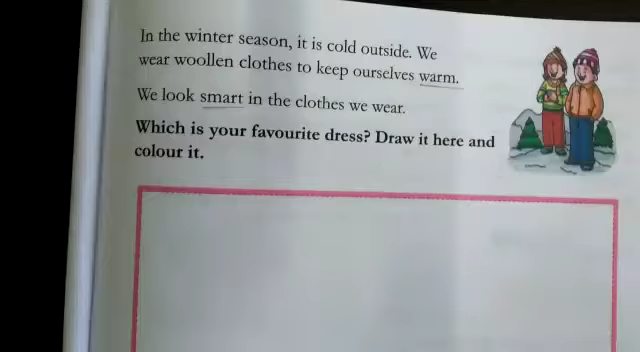 In the winter season, it is cold outside. We
wear woollen clothes to keep ourselves warm.
We look smart in the clothes we wear.
Which is your favourite dress? Draw it here and
colour it.